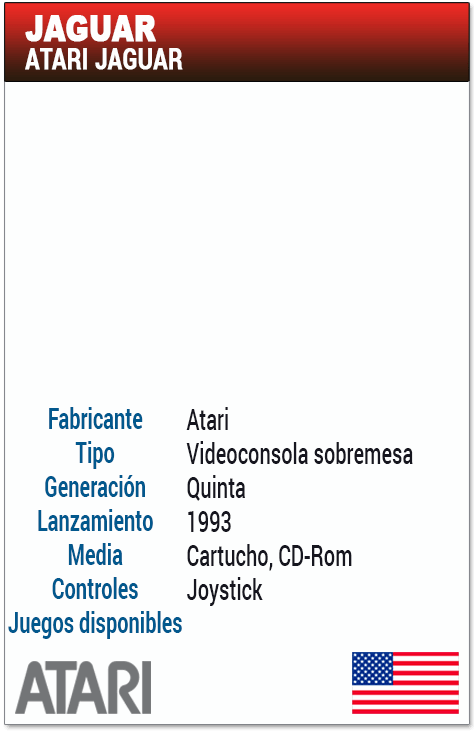 JAGUAR
ATARI JAGUAR
Fabricante Atari
Tipo Videoconsola sobremesa
Generación Quinta
Lanzamiento 1993
Media Cartucho, CD-Rom
Controles Joystick
Juegos disponibles
ATARI